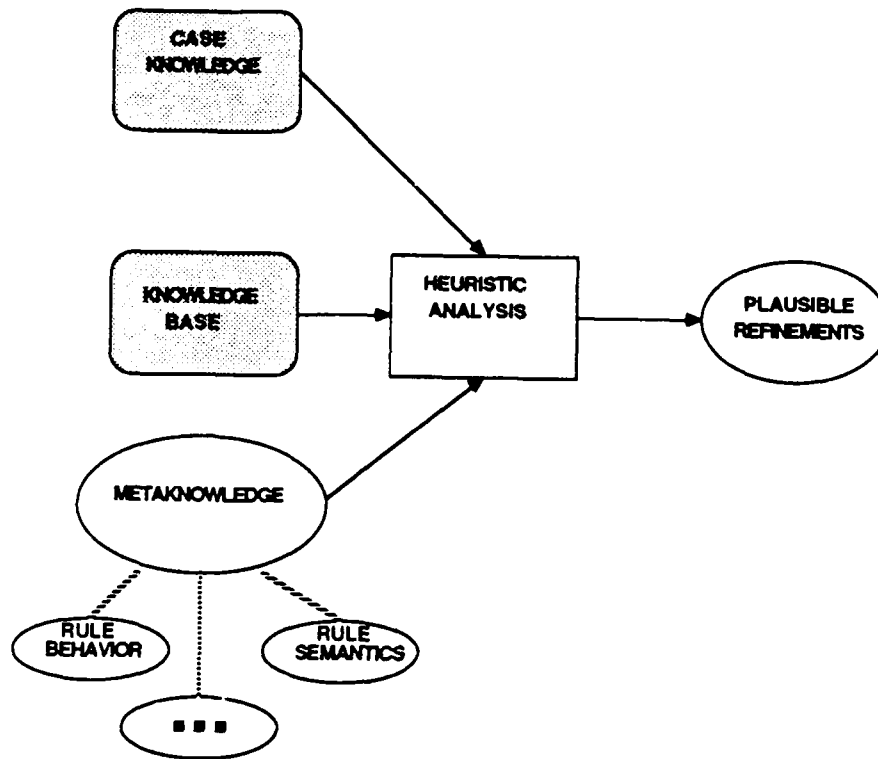 CASE
KNOWLEDGE
KNOWLEDGE
BASE
HEURISTIC
ANALYSIS
PLAUSIBLE
REFINEMENTS
METAKNOWLEDGE
RULE
BEHAVIOR
RULE
SEMANTICS